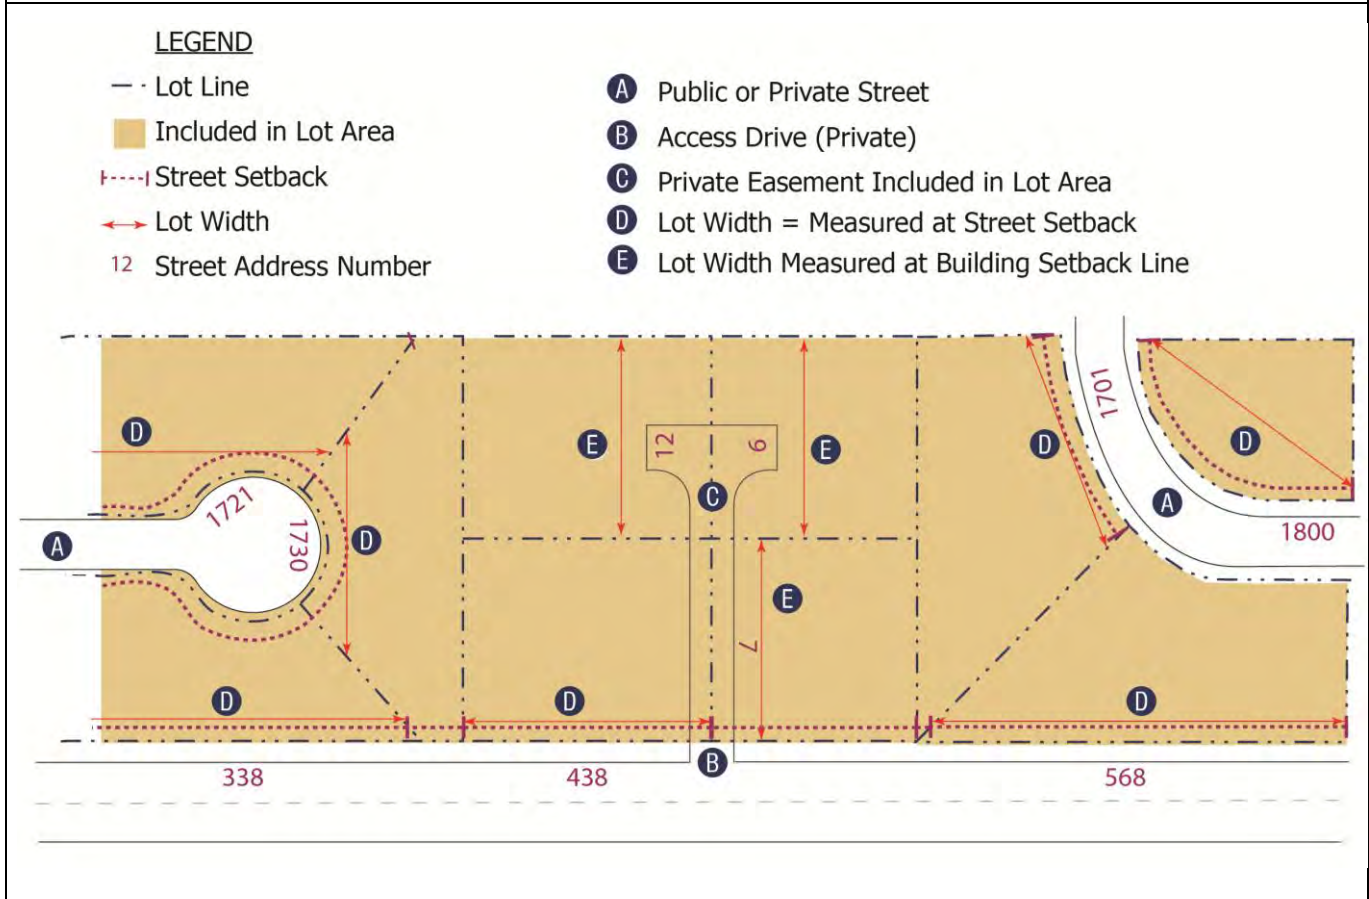 LEGEND
Lot Line
Included in Lot Area
Street Setback
Lot Width
12 Street Address Number
A Public or Private Street
B Access Drive (Private)
C Private Easement Included in Lot Area
D Lot Width = Measured at Street Setback
E Lot Width Measured at Building Setback Line
1701
D
12
9
D
E
E
D
1721
C
A
1730
1800
A
D
E
7
D
D
D
B
338
438
568